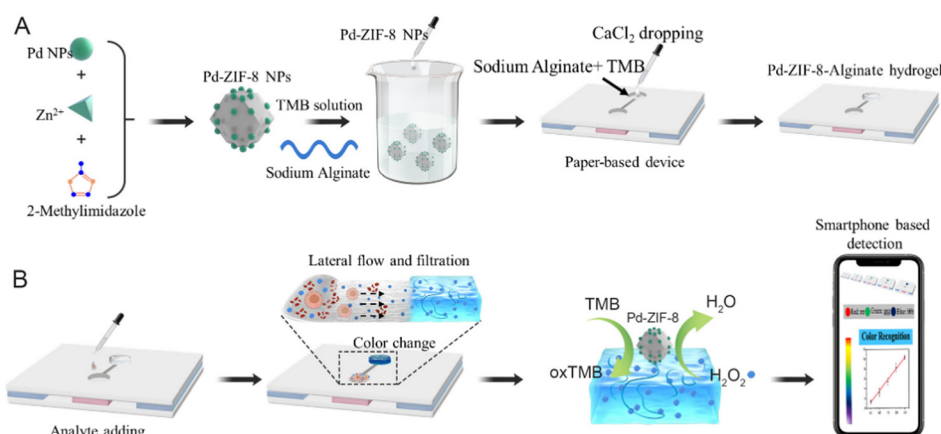 A
Pd NPs
+
Zn²⁺
+
2-Methylimidazole
Pd-ZIF-8 NPs
TMB solution
Sodium Alginate
Pd-ZIF-8 NPs
CaCl₂ dropping
Sodium Alginate+ TMB
Paper-based device
Pd-ZIF-8-Alginate hydrogel
B
Analyte adding
Lateral flow and filtration
Color change
TMB
Pd-ZIF-8
H₂O
oxTMB
H₂O₂
Smartphone based
detection
Color Recognition